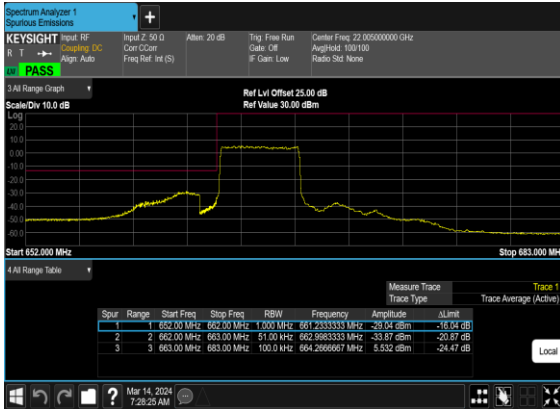 Spectrum Analyzer 1
Spurious Emissions
+
KEYSIGHT
R T
Input: RF
Coupling: DC
Align: Auto
Input Z: 50 Ω
Corr CCorr
Freq Ref: Int (S)
Atten: 20 dB
Trig: Free Run
Gate: Off
IF Gain: Low
Center Freq: 22.005000000 GHz
Avg|Hold: 100/100
Radio Std: None
PASS
3 All Range Graph
Scale/Div 10.0 dB
Ref Lvl Offset 25.00 dB
Ref Value 30.00 dBm
Log
20.0
10.0
0.00
-10.0
-20.0
-30.0
-40.0
-50.0
-60.0
Start 652.000 MHz
Stop 683.000 MH
4 All Range Table
Measure Trace Trace 1
Trace Type Trace Average (Active)
Spur Range Start Freq Stop Freq RBW Frequency Amplitude ΔLimit
1 1 652.00 MHz 662.00 MHz 1.000 MHz 661.2333333 MHz -29.04 dBm -16.04 dB
2 2 662.00 MHz 663.00 MHz 51.00 kHz 662.9983333 MHz -33.87 dBm -20.87 dB
3 3 663.00 MHz 683.00 MHz 100.0 kHz 664.2666667 MHz 5.532 dBm -24.47 dB
Local
?
Mar 14, 2024
7:28:25 AM